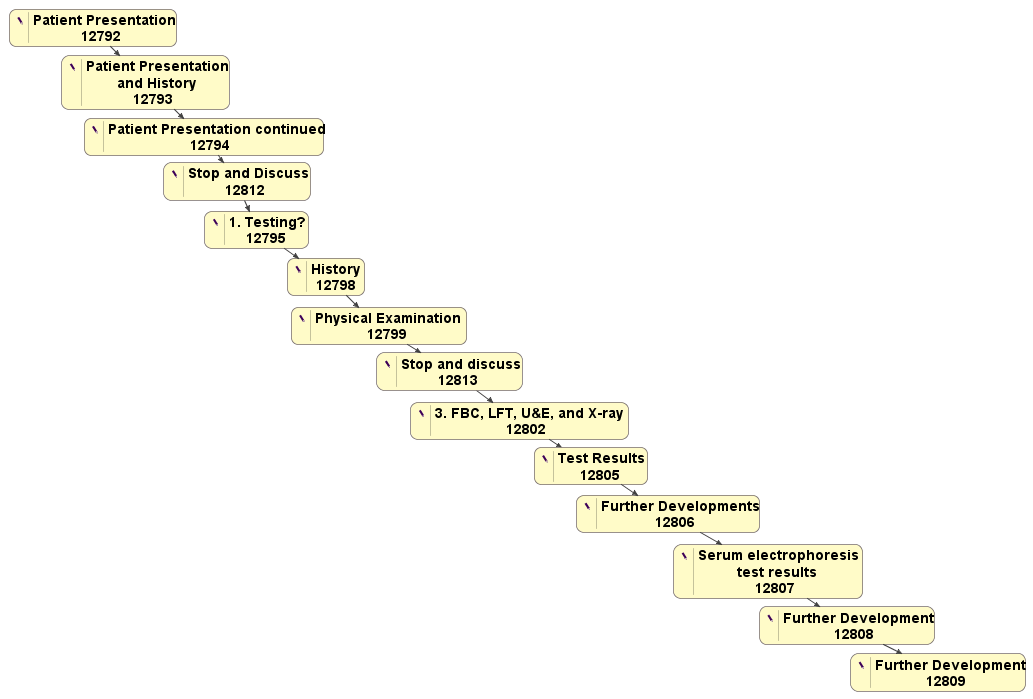 Patient Presentation
12792
Patient Presentation
and History
12793
Patient Presentation continued
12794
Stop and Discuss
12812
1. Testing?
12795
History
12798
Physical Examination
12799
Stop and discuss
12813
3. FBC, LFT, U&E, and X-ray
12802
Test Results
12805
Further Developments
12806
Serum electrophoresis
test results
12807
Further Development
12808
Further Development
12809